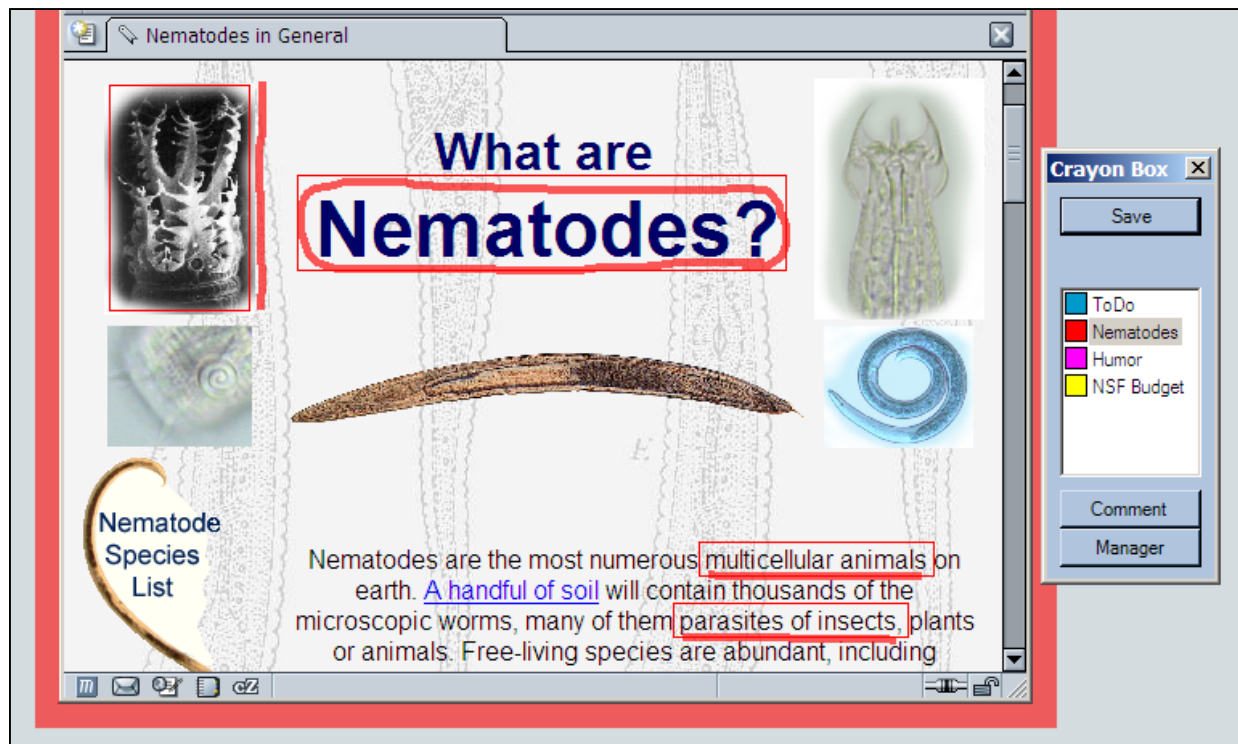 Nematodes in General
What are
Nematodes?
Nematode
Species
List
Nematodes are the most numerous multicellular animals on
earth. A handful of soil will contain thousands of the
microscopic worms, many of them parasites of insects, plants
or animals. Free-living species are abundant, including
Crayon Box
Save
ToDo
Nematodes
Humor
NSF Budget
Comment
Manager